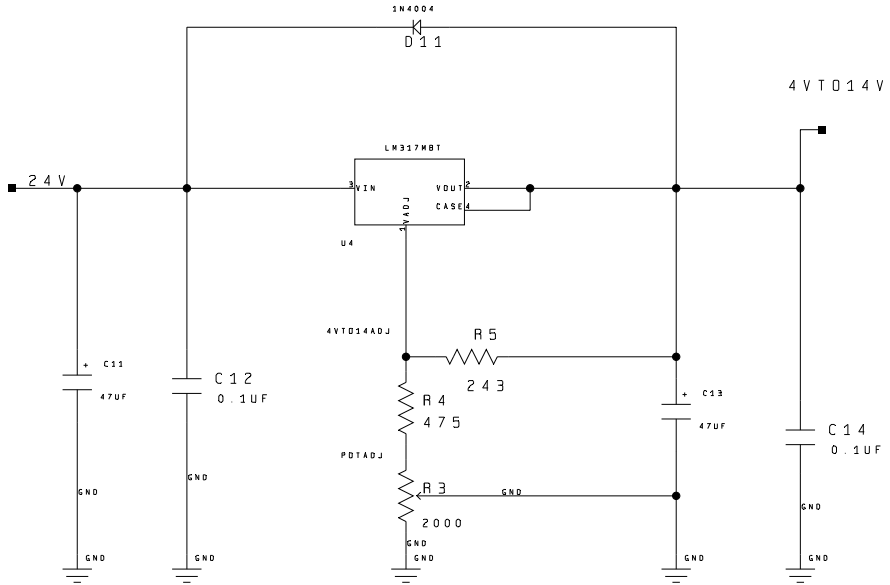 1N4004
D11
4VTO14V
LM317MBT
24V
3 VIN
VOUT 2
CASE 4
1 VADJ
U4
4VTO14ADJ
R5
243
+ C11
47UF
C12
0.1UF
R4
475
+ C13
47UF
C14
0.1UF
POTADJ
R3
2000
GND
GND
GND
GND
GND
GND
GND
GND
GND
GND